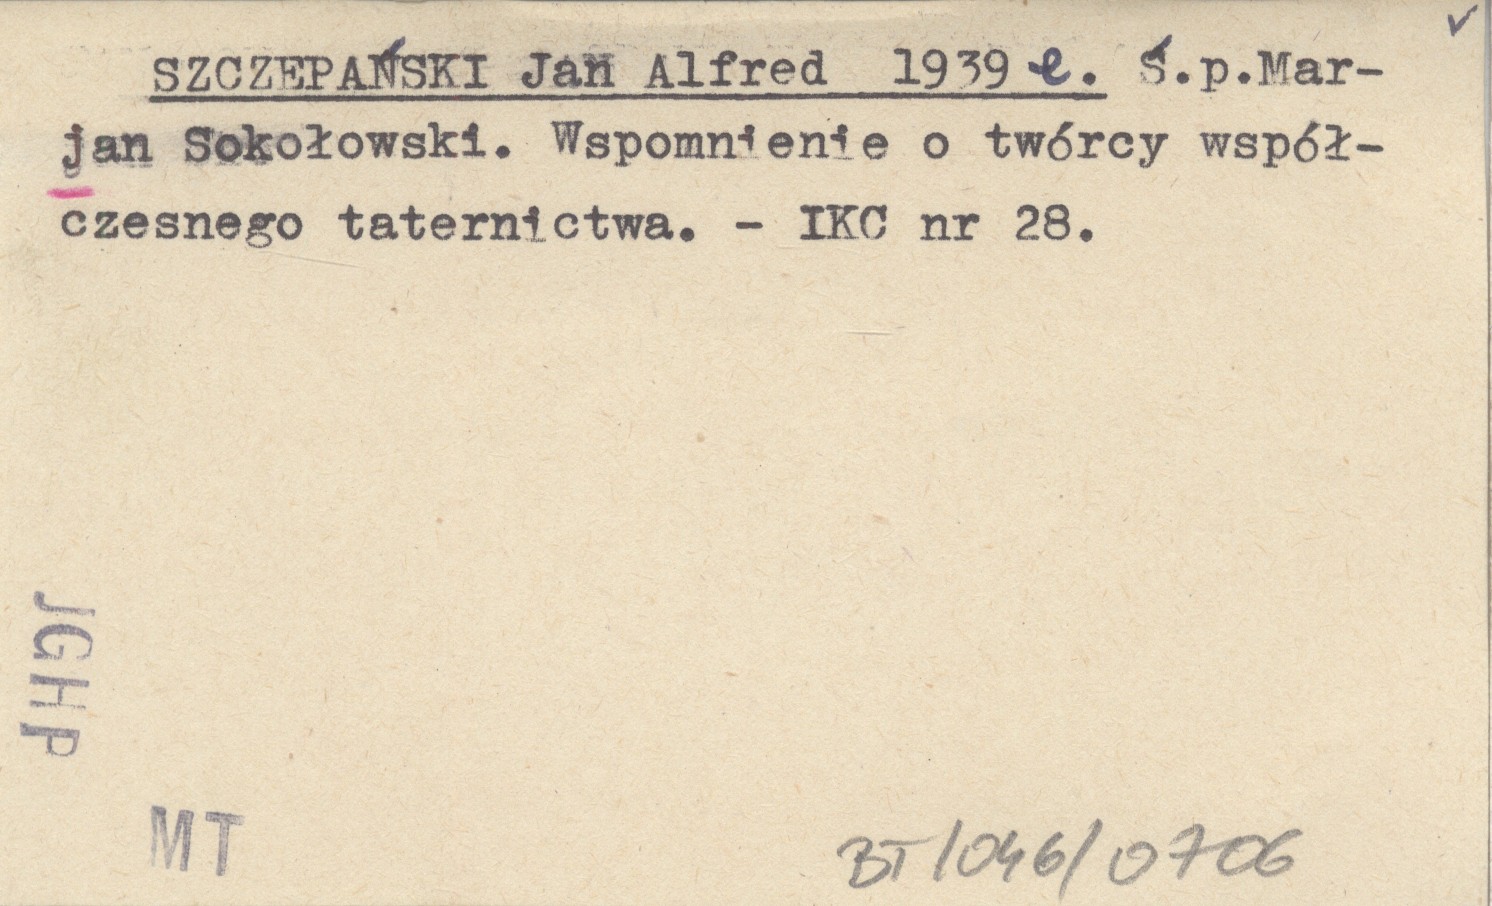 SZCZEPAŃSKI Jan Alfred 1939 e. Ś.p.Mar-
jan Sokołowski. Wspomnienie o twórcy współ-
czesnego taternictwa. - IKC nr 28.
JGHP
MT
BT/046/0706